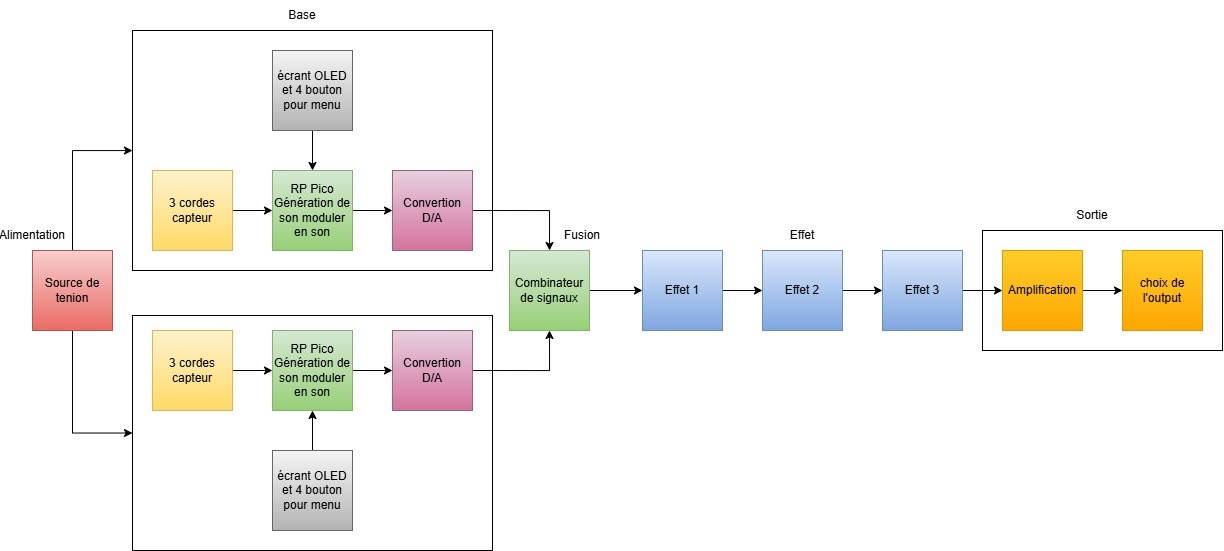 Base
écrant OLED
et 4 bouton
pour menu
3 cordes
capteur
RP Pico
Génération de
son moduler
en son
Convertion
D/A
Alimentation
Source de
tenion
Fusion
Combinateur
de signaux
Effet
Effet 1
Effet 2
Effet 3
Sortie
Amplification
choix de
l'output
3 cordes
capteur
RP Pico
Génération de
son moduler
en son
Convertion
D/A
écrant OLED
et 4 bouton
pour menu